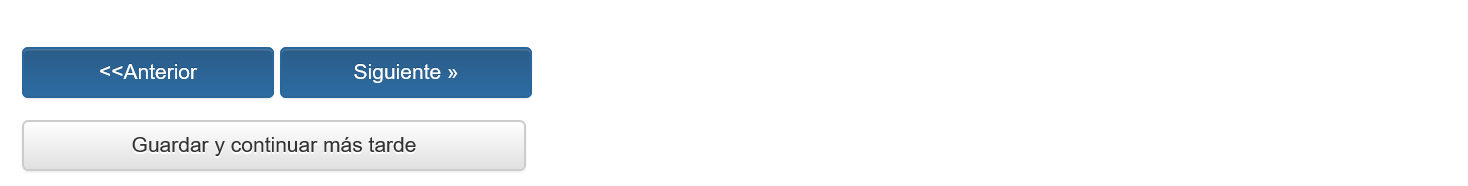 <<Anterior
Siguiente »
Guardar y continuar más tarde